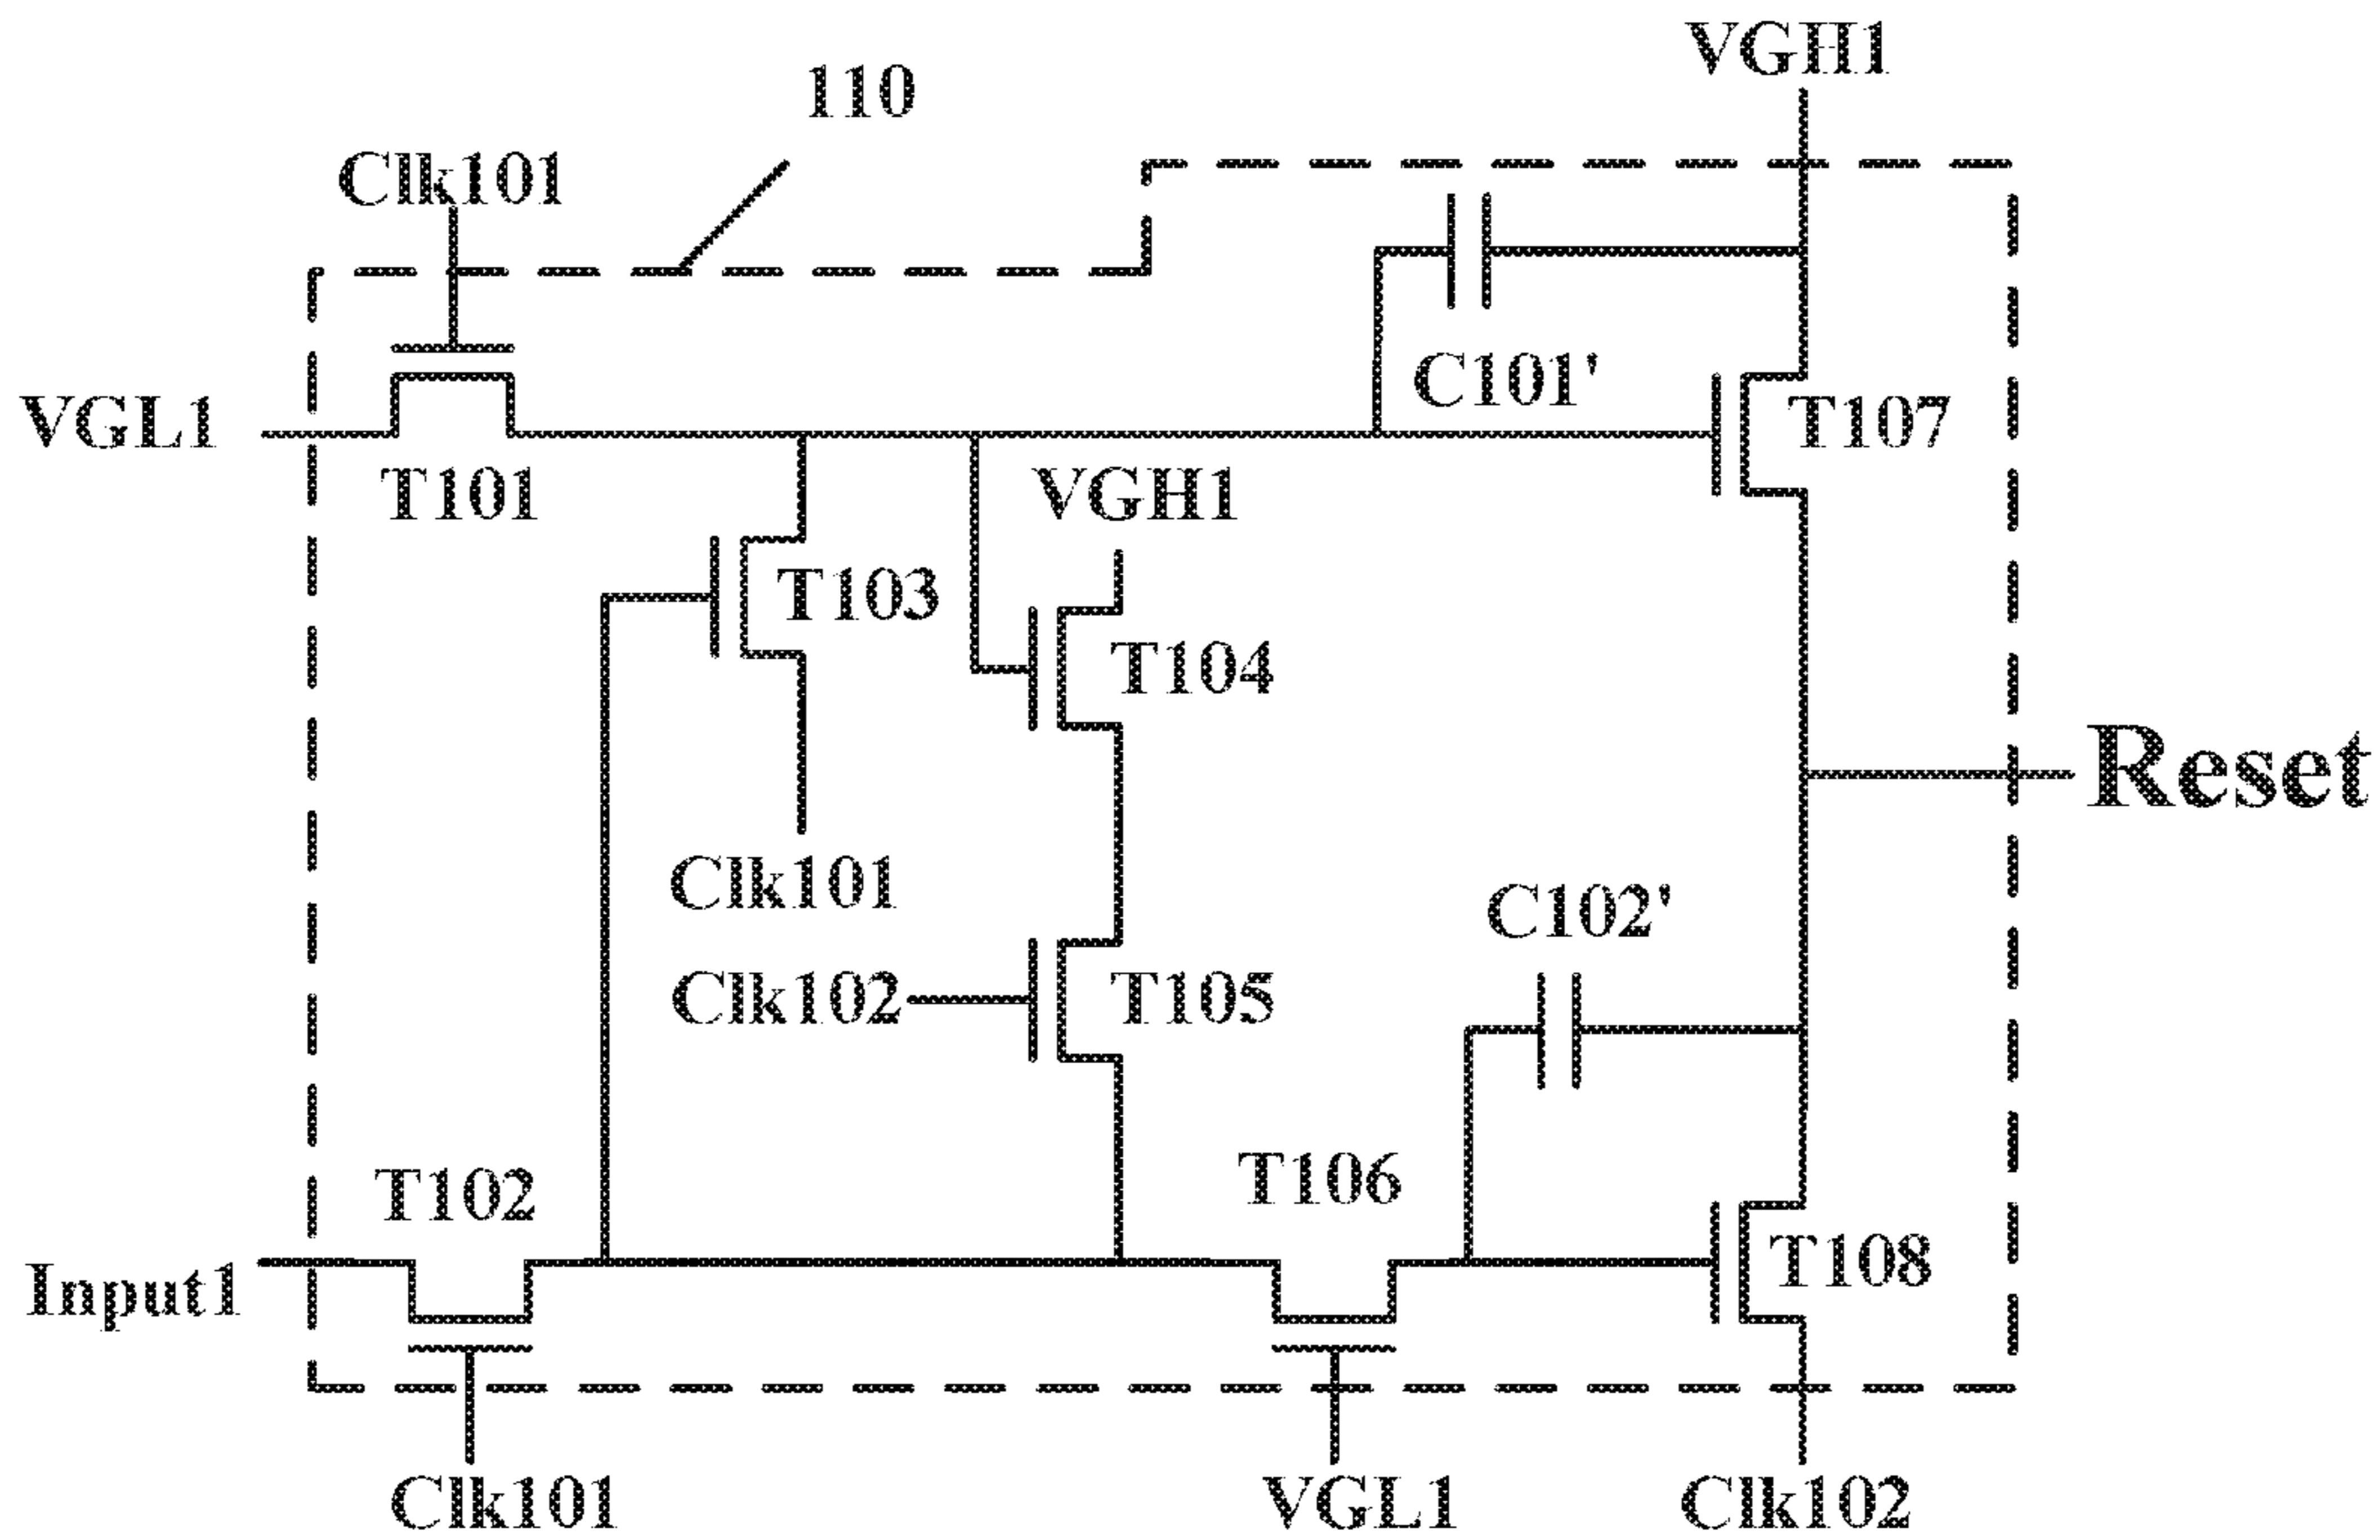 VGH1
110
Clk101
C101'
VGL1
T107
T101
VGH1
T103
T104
Reset
Clk101
C102'
Clk102
T105
T102
T106
Input1
T108
Clk101
VGL1
Clk102